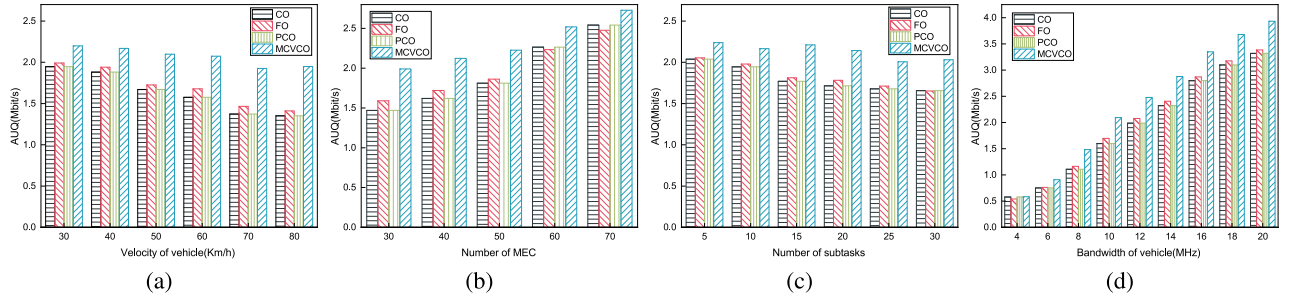 CO
FO
PCO
MCVCO
AUQ(Mbit/s)
2.5
2.0
1.5
1.0
0.5
0.0
30 40 50 60 70 80
Velocity of vehicle(Km/h)
(a)
CO
FO
PCO
MCVCO
AUQ(Mbit/s)
2.5
2.0
1.5
1.0
0.5
0.0
30 40 50 60 70
Number of MEC
(b)
CO
FO
PCO
MCVCO
AUQ(Mbit/s)
2.5
2.0
1.5
1.0
0.5
0.0
5 10 15 20 25 30
Number of subtasks
(c)
CO
FO
PCO
MCVCO
AUQ(Mbit/s)
4.0
3.5
3.0
2.5
2.0
1.5
1.0
0.5
0.0
4 6 8 10 12 14 16 18 20
Bandwidth of vehicle(MHz)
(d)